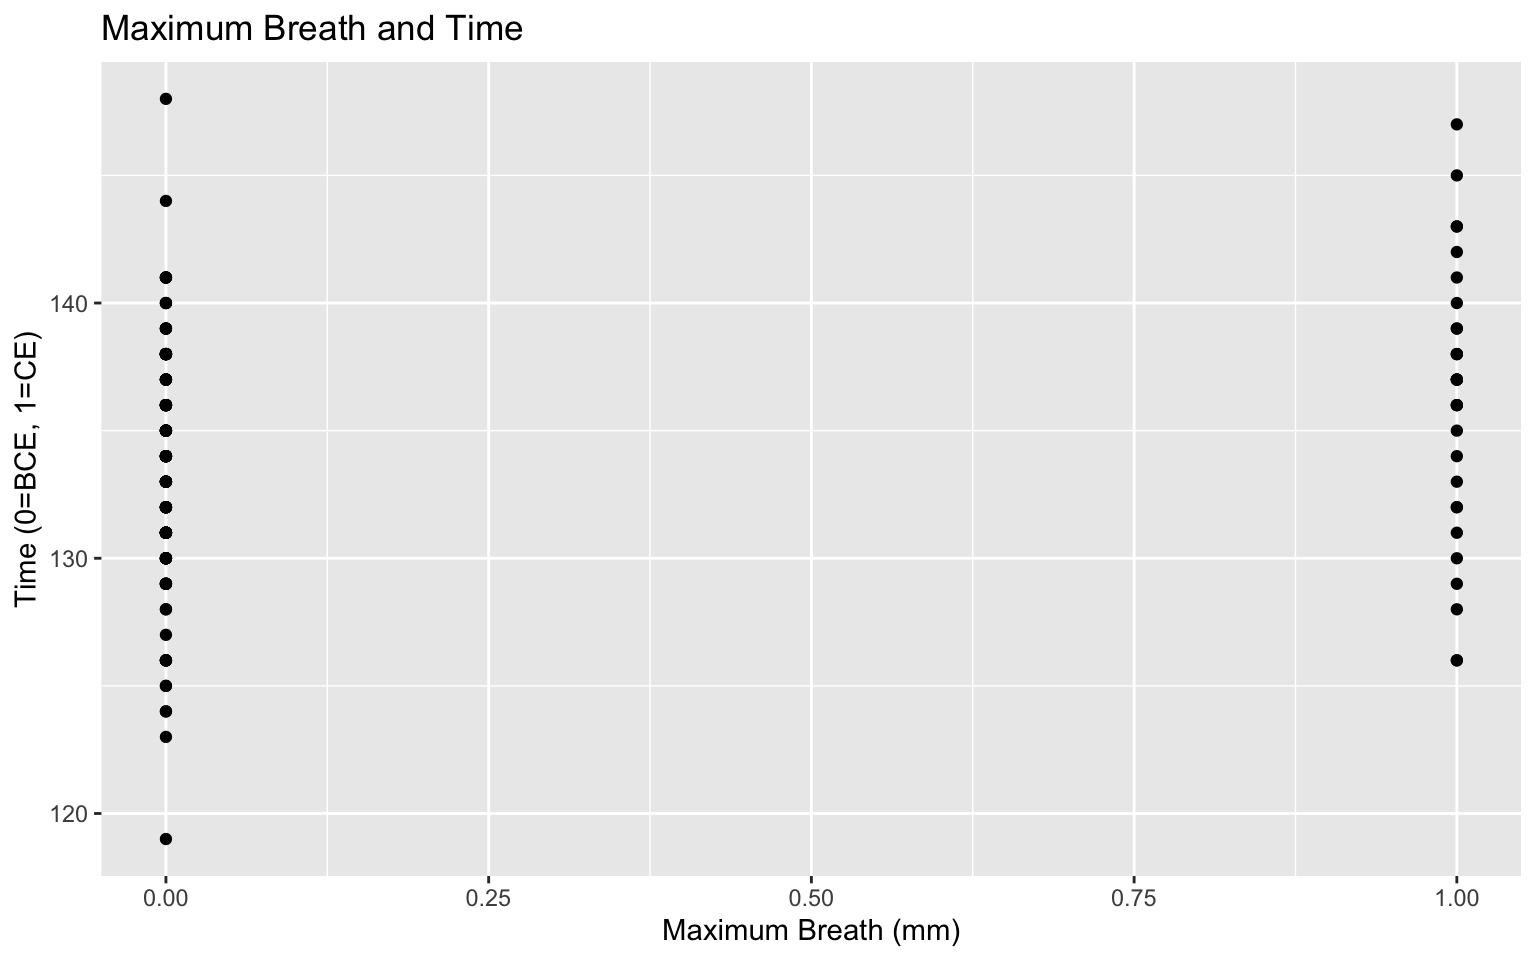 Maximum Breath and Time
Time (0=BCE, 1=CE)
140
130
120
0.00 0.25 0.50 0.75 1.00
Maximum Breath (mm)